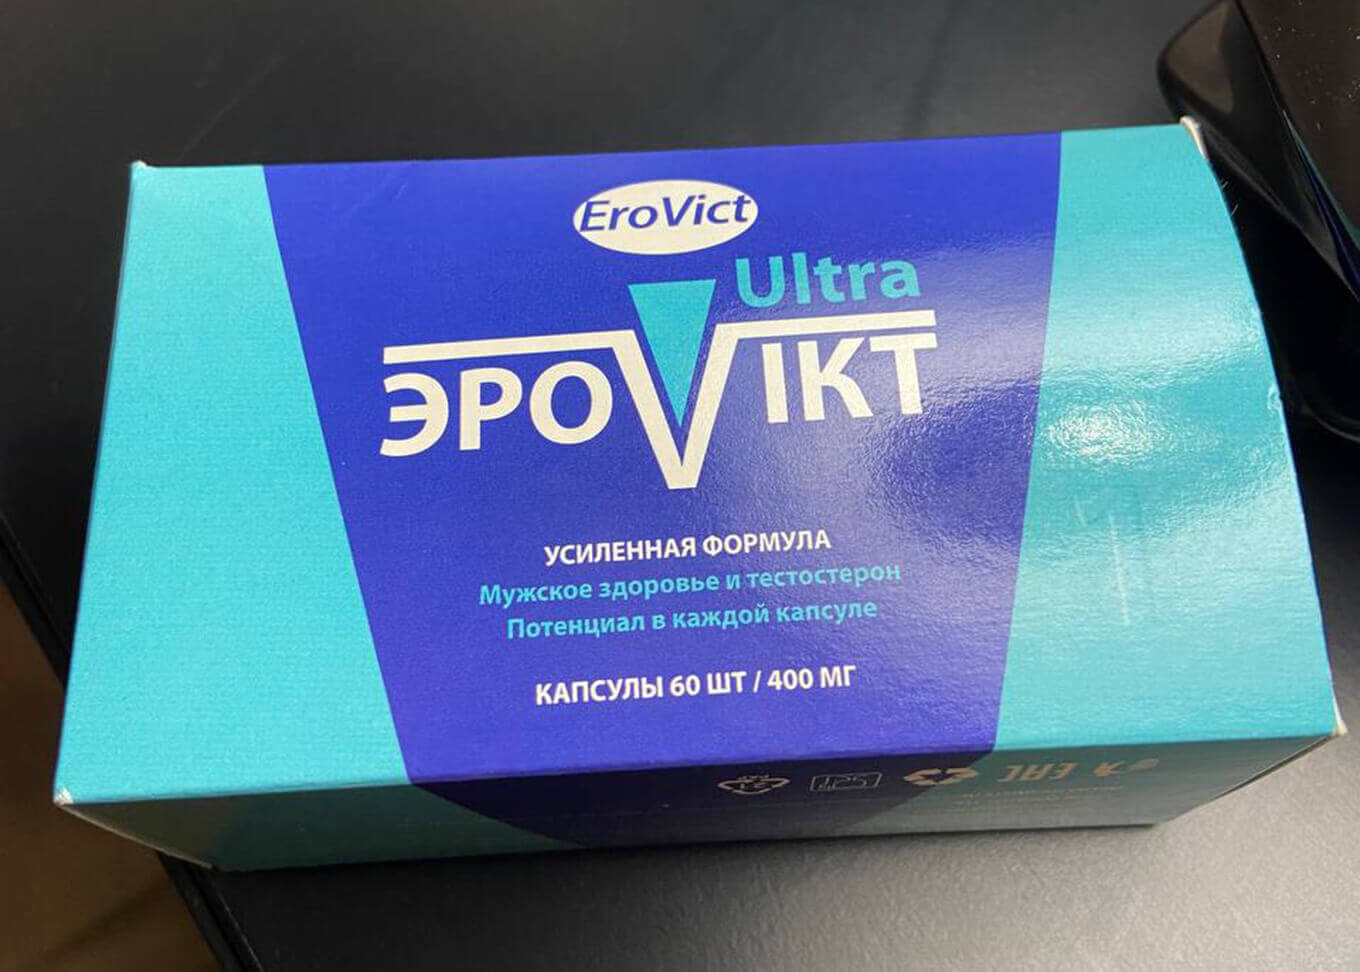 EroVict
Ultra
ЭРОVIКТ
УСИЛЕННАЯ ФОРМУЛА
Мужское здоровье и тестостерон
Потенциал в каждой капсуле
КАПСУЛЫ 60 ШТ / 400 МГ